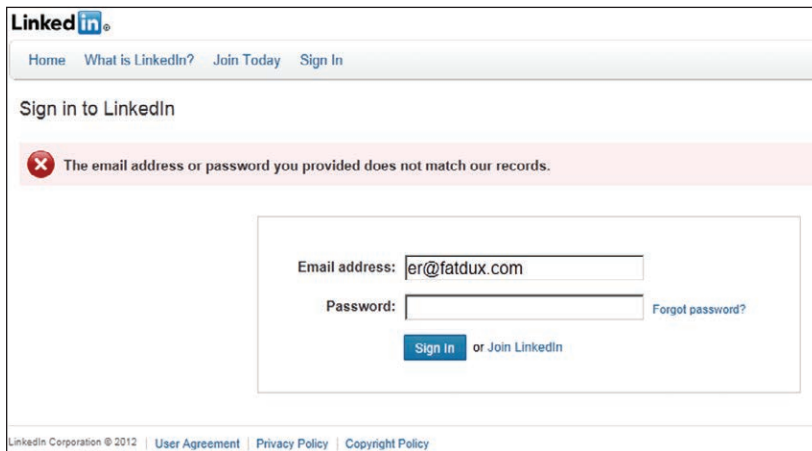 Linked in ®
Home What is LinkedIn? Join Today Sign In
Sign in to LinkedIn
The email address or password you provided does not match our records.
Email address: er@fatdux.com
Password: Forgot password?
Sign In or Join LinkedIn
LinkedIn Corporation © 2012 | User Agreement | Privacy Policy | Copyright Policy